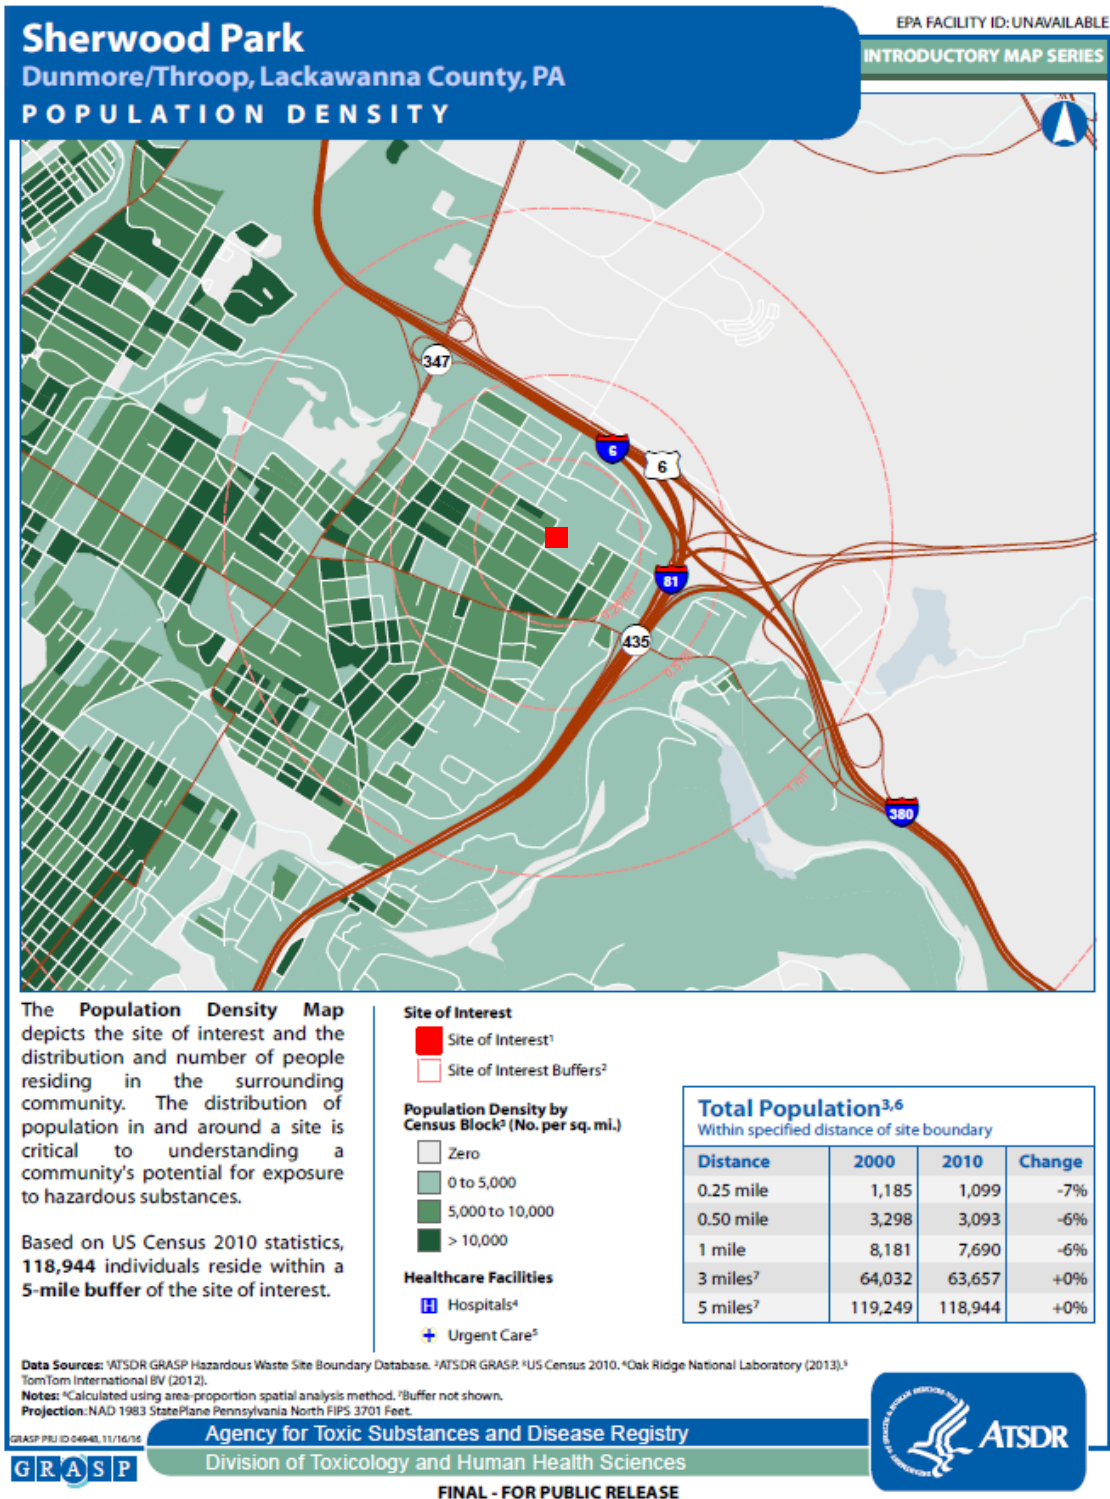 EPA FACILITY ID: UNAVAILABLE
Sherwood Park
Dunmore/Throop, Lackawanna County, PA
POPULATION DENSITY
INTRODUCTORY MAP SERIES
347
6
6
81
0.25 mi
435
0.5 mi
1 mi
380
The Population Density Map
depicts the site of interest and the
distribution and number of people
residing in the surrounding
community. The distribution of
population in and around a site is
critical to understanding a
community's potential for exposure
to hazardous substances.
Based on US Census 2010 statistics,
118,944 individuals reside within a
5-mile buffer of the site of interest.
Site of Interest
Site of Interest¹
Site of Interest Buffers²
Population Density by
Census Block³ (No. per sq. mi.)
Zero
0 to 5,000
5,000 to 10,000
> 10,000
Healthcare Facilities
H Hospitals⁴
Urgent Care⁵
Total Population³,⁶
Within specified distance of site boundary
Distance 2000 2010 Change
0.25 mile 1,185 1,099 -7%
0.50 mile 3,298 3,093 -6%
1 mile 8,181 7,690 -6%
3 miles⁷ 64,032 63,657 +0%
5 miles⁷ 119,249 118,944 +0%
Data Sources: ¹ATSDR GRASP Hazardous Waste Site Boundary Database. ²ATSDR GRASP. ³US Census 2010. ⁴Oak Ridge National Laboratory (2013).⁵
TomTom International BV (2012).
Notes: ⁶Calculated using area-proportion spatial analysis method. ⁷Buffer not shown.
Projection: NAD 1983 StatePlane Pennsylvania North FIPS 3701 Feet.
GRASP PRJ ID 04948, 11/16/16
Agency for Toxic Substances and Disease Registry
Division of Toxicology and Human Health Sciences
GRASP
ATSDR
FINAL - FOR PUBLIC RELEASE